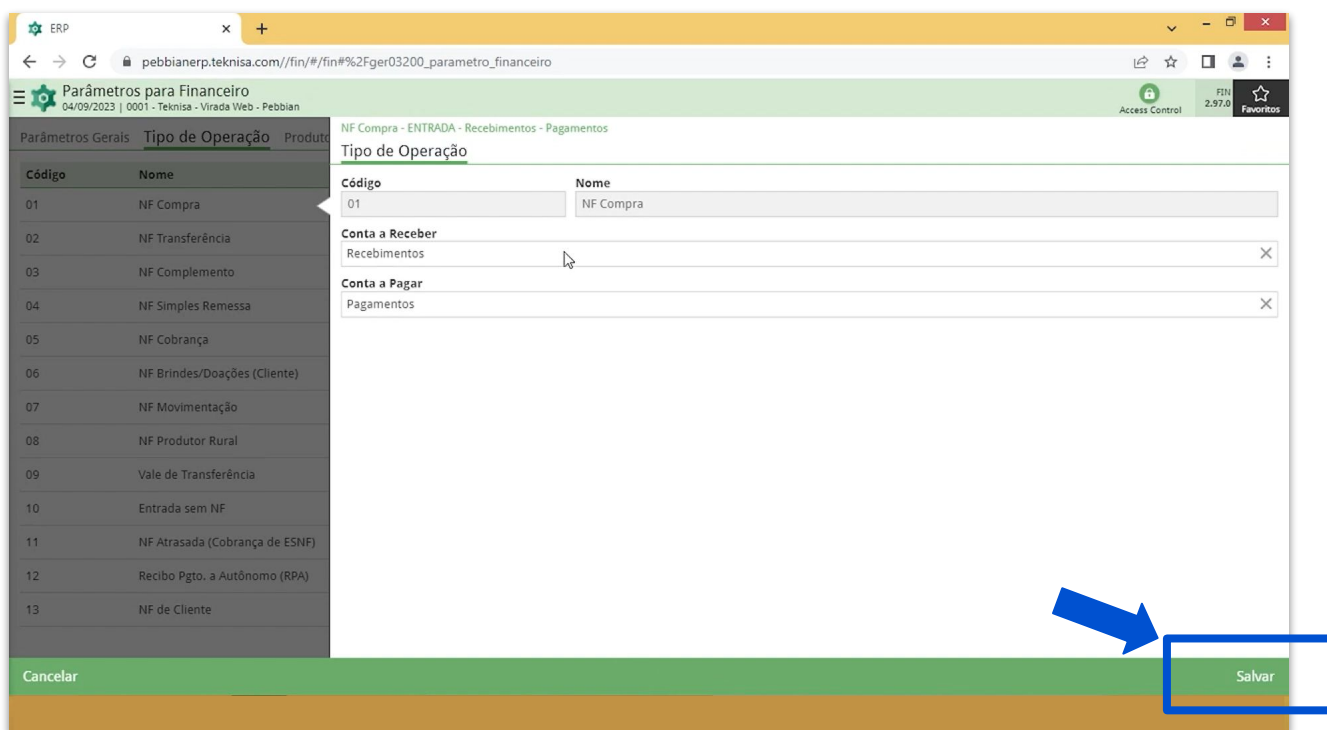 ERP
pebbianerp.teknisa.com//fin/#/fin#%2Fger03200_parametro_financeiro
Parâmetros para Financeiro
04/09/2023 | 0001 - Teknisa - Virada Web - Pebbian
Access Control
FIN
2.97.0
Favoritos
Parâmetros Gerais Tipo de Operação Produto
Código Nome
01 NF Compra
02 NF Transferência
03 NF Complemento
04 NF Simples Remessa
05 NF Cobrança
06 NF Brindes/Doações (Cliente)
07 NF Movimentação
08 NF Produtor Rural
09 Vale de Transferência
10 Entrada sem NF
11 NF Atrasada (Cobrança de ESNF)
12 Recibo Pgto. a Autônomo (RPA)
13 NF de Cliente
NF Compra - ENTRADA - Recebimentos - Pagamentos
Tipo de Operação
Código Nome
01 NF Compra
Conta a Receber
Recebimentos
Conta a Pagar
Pagamentos
Cancelar Salvar